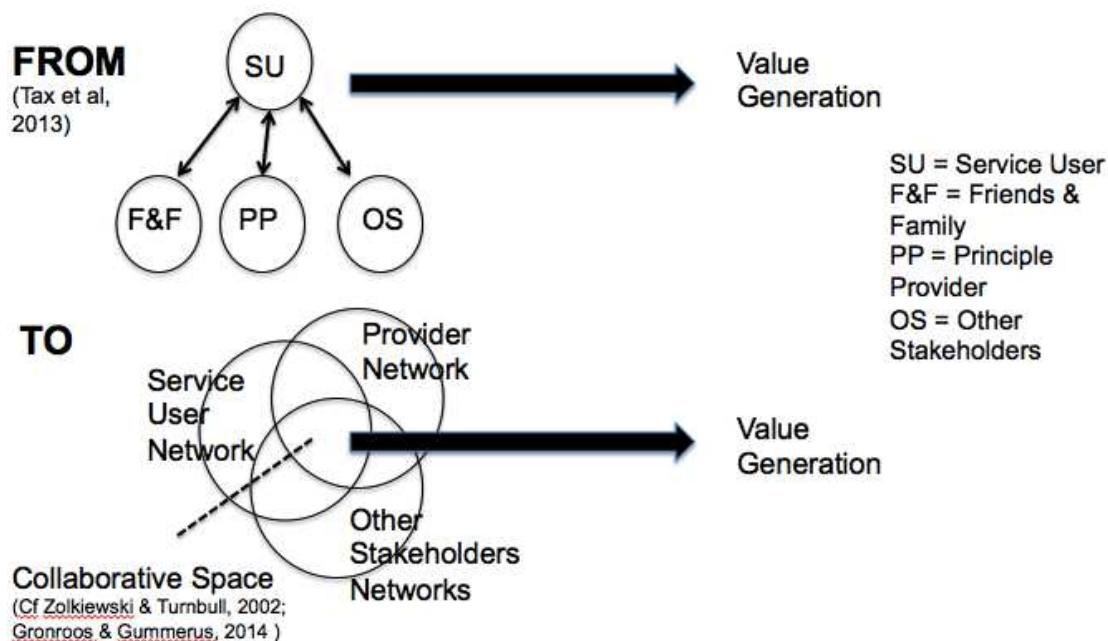 FROM
(Tax et al,
2013)
SU
F&F
PP
OS
Value
Generation
SU = Service User
F&F = Friends &
Family
PP = Principle
Provider
OS = Other
Stakeholders
TO
Provider
Network
Service
User
Network
Other
Stakeholders
Networks
Value
Generation
Collaborative Space
(Cf Zolkiewski & Turnbull, 2002;
Gronroos & Gummerus, 2014 )